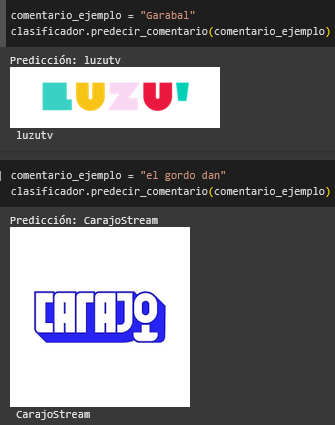 comentario_ejemplo = "Garabal"
clasificador.predecir_comentario(comentario_ejemplo)
Predicción: luzutv
LUZU!
luzutv
comentario_ejemplo = "el gordo dan"
clasificador.predecir_comentario(comentario_ejemplo)
Predicción: CarajoStream
CARAJO
CarajoStream